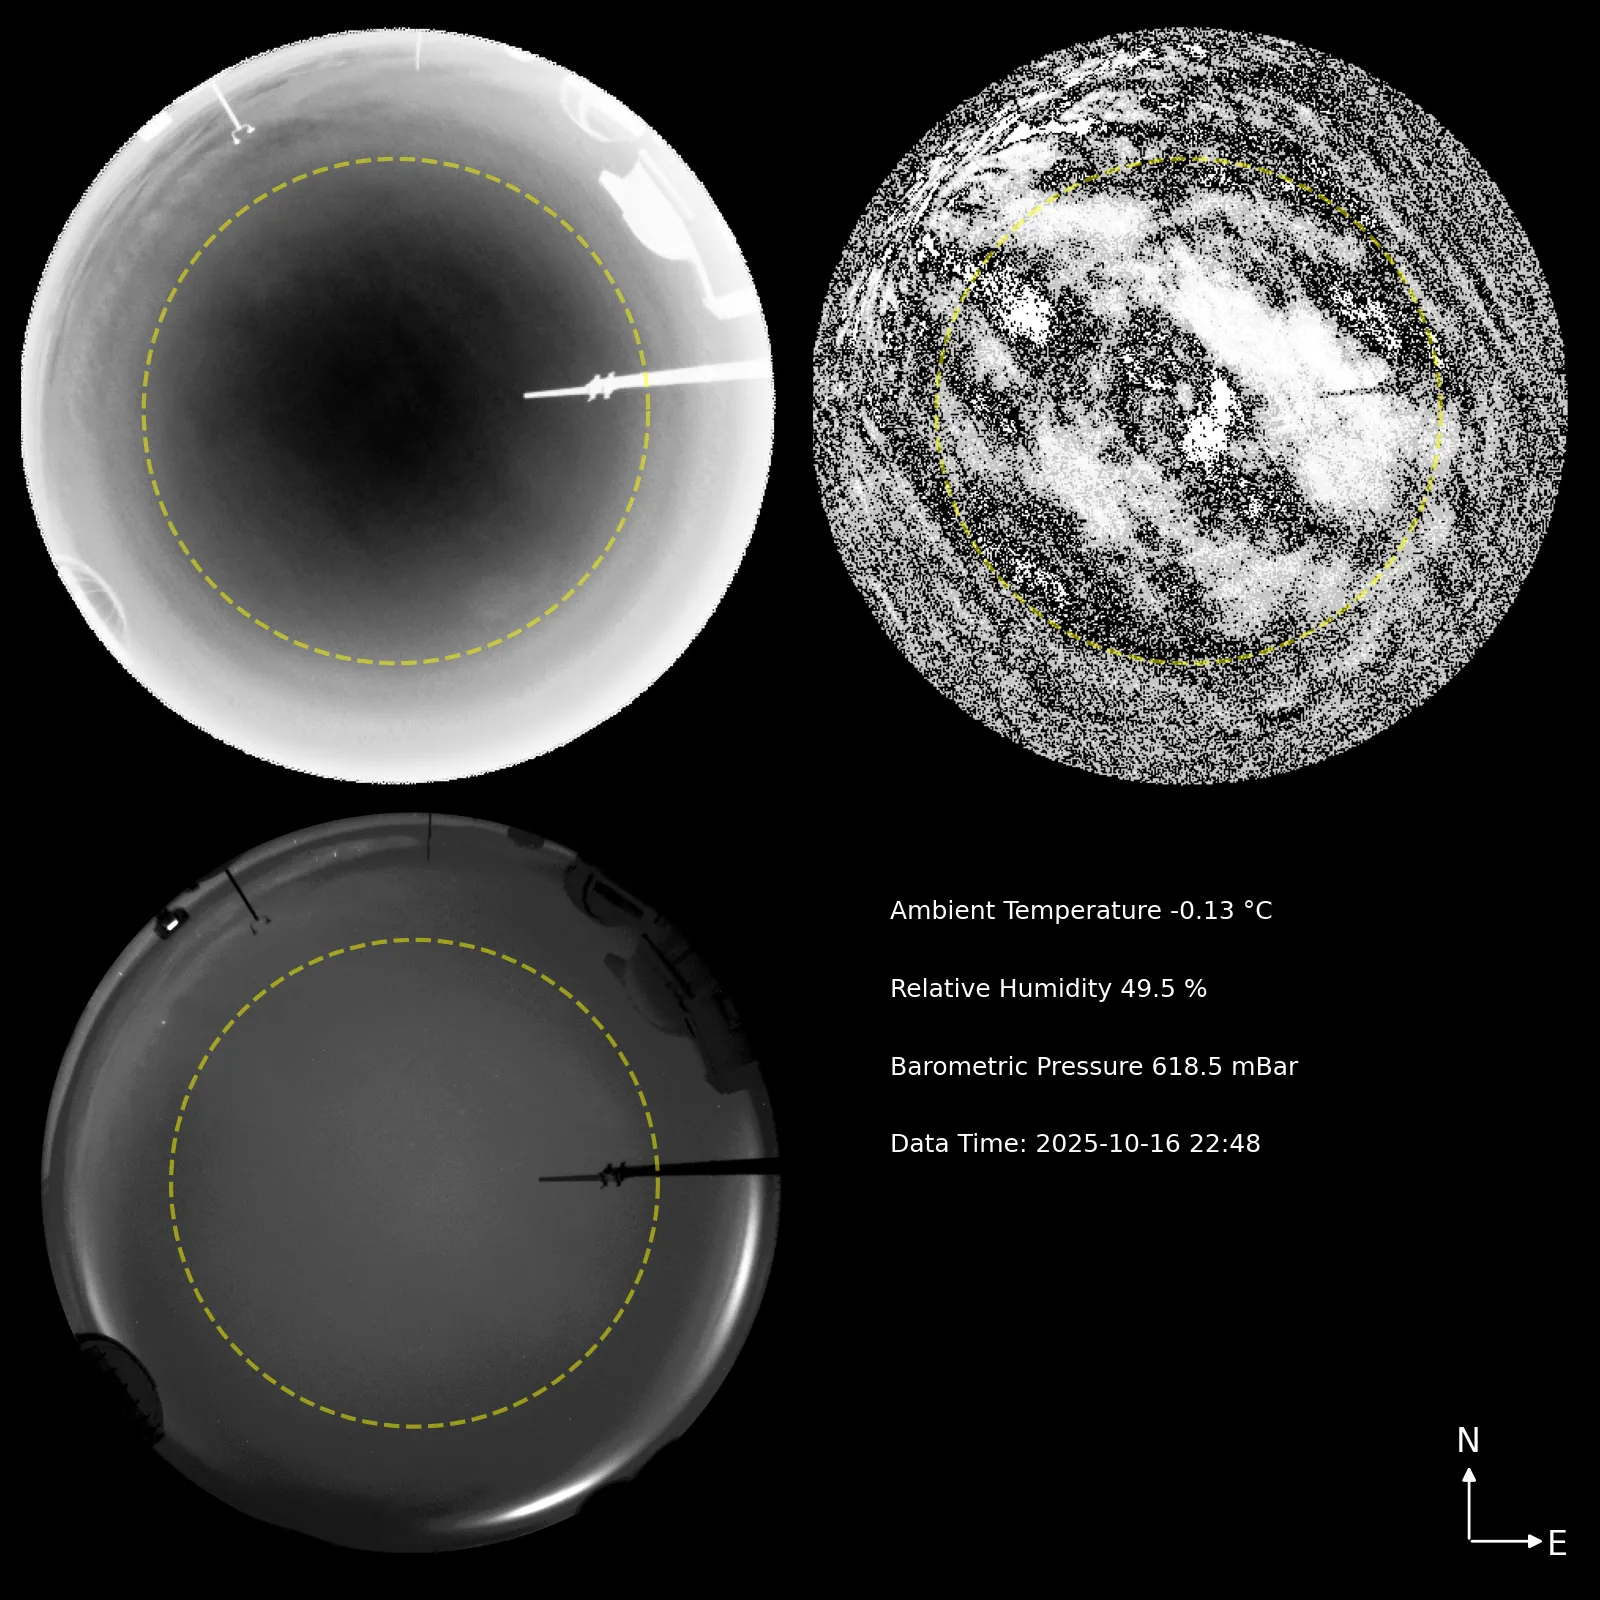 Ambient Temperature -0.13 °C
Relative Humidity 49.5 %
Barometric Pressure 618.5 mBar
Data Time: 2025-10-16 22:48
N
E